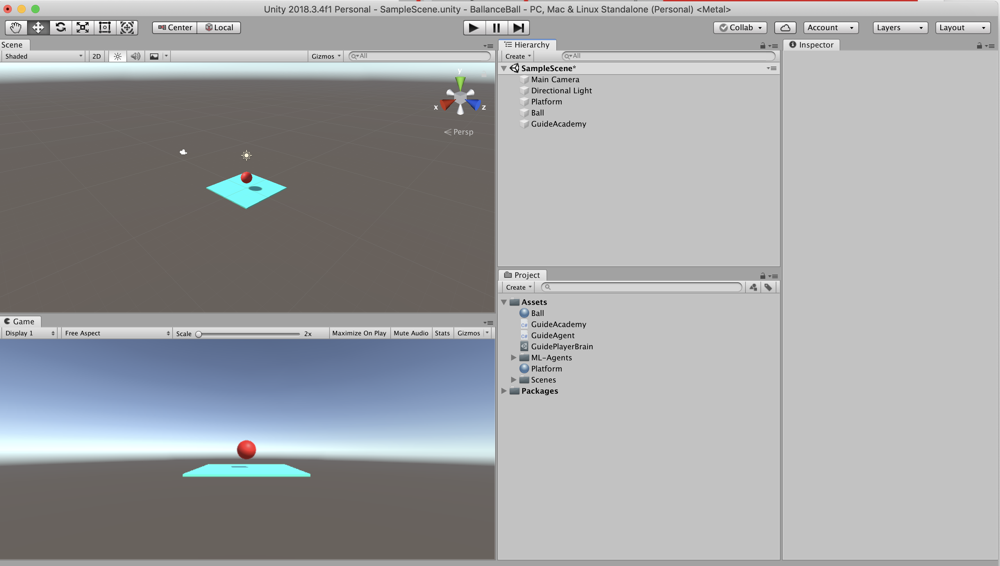 Unity 2018.3.4f1 Personal - SampleScene.unity - BallanceBall - PC, Mac & Linux Standalone (Personal) <Metal>
Center Local Collab Account Layers Layout
Scene
Shaded 2D Gizmos All
y
x z
Persp
Game
Display 1 Free Aspect Scale 2x Maximize On Play Mute Audio Stats Gizmos
Hierarchy
Create All
SampleScene*
Main Camera
Directional Light
Platform
Ball
GuideAcademy
Project
Create
Assets
Ball
C# GuideAcademy
C# GuideAgent
GuidePlayerBrain
ML-Agents
Platform
Scenes
Packages
Inspector